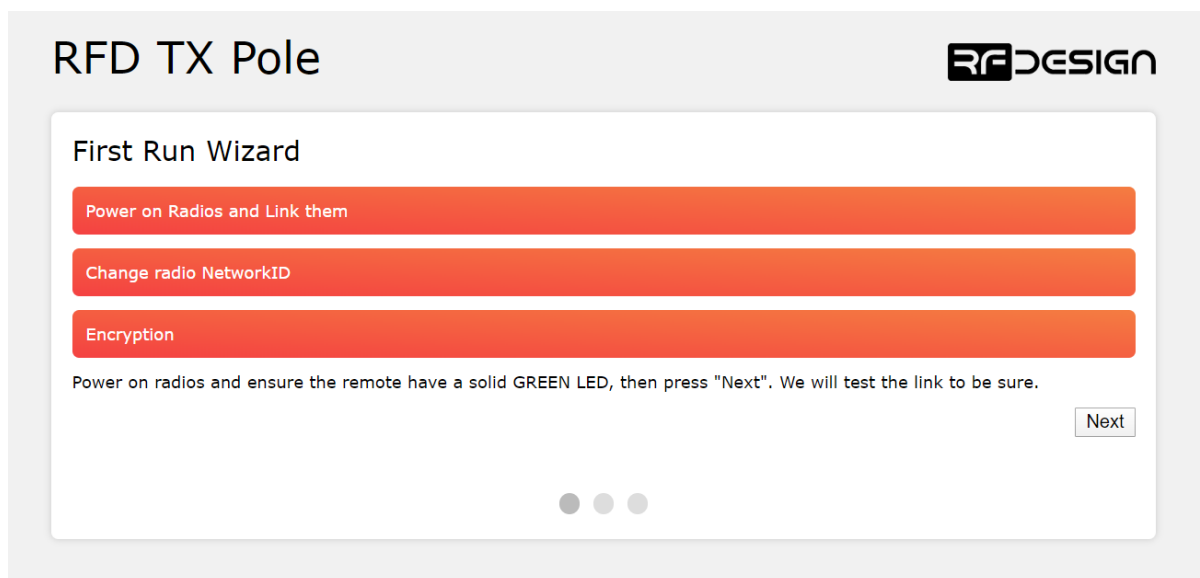 RFD TX Pole
RFDESIGN
First Run Wizard
Power on Radios and Link them
Change radio NetworkID
Encryption
Power on radios and ensure the remote have a solid GREEN LED, then press "Next". We will test the link to be sure.
Next